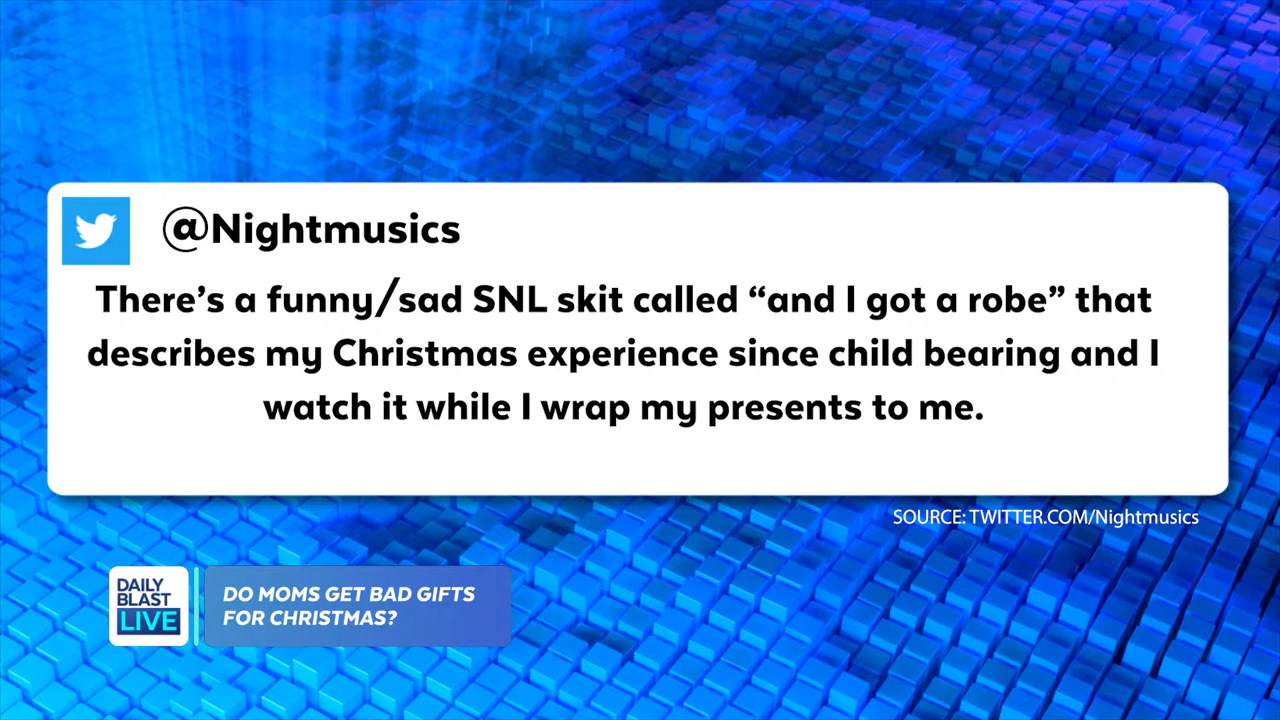 @Nightmusics
There’s a funny/sad SNL skit called “and I got a robe” that
describes my Christmas experience since child bearing and I
watch it while I wrap my presents to me.
SOURCE: TWITTER.COM/Nightmusics
DAILY
BLAST
LIVE
DO MOMS GET BAD GIFTS
FOR CHRISTMAS?